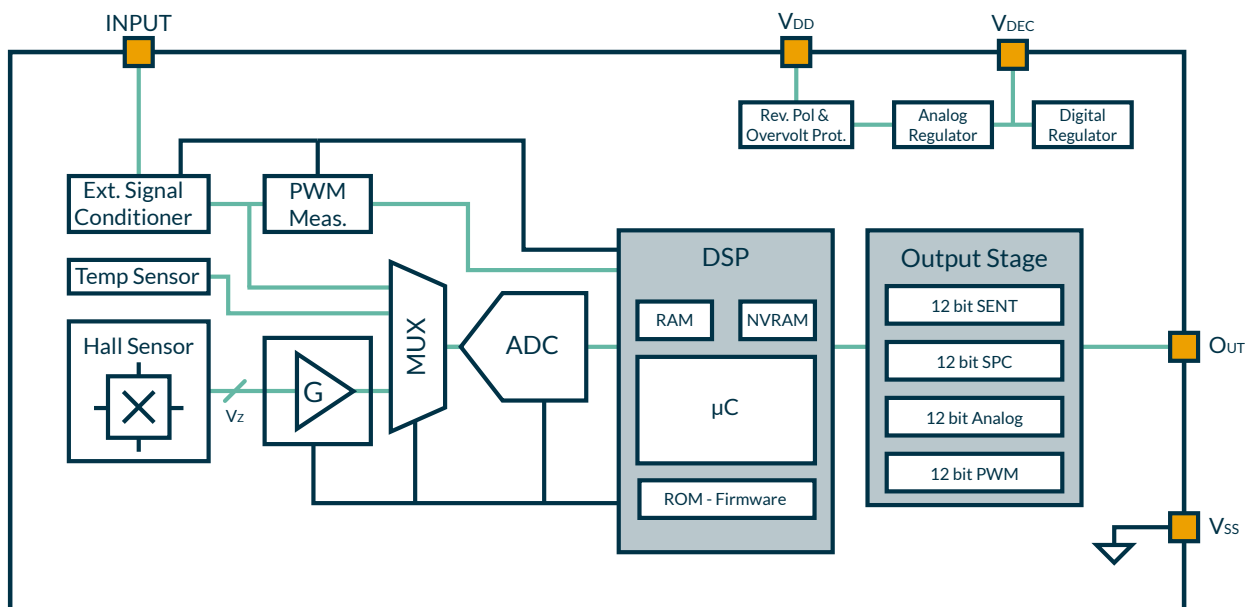 INPUT
VDD
VDEC
Rev. Pol &
Overvolt Prot.
Analog
Regulator
Digital
Regulator
Ext. Signal
Conditioner
PWM
Meas.
Temp Sensor
Hall Sensor
VZ
G
MUX
ADC
DSP
RAM
NVRAM
µC
ROM - Firmware
Output Stage
12 bit SENT
12 bit SPC
12 bit Analog
12 bit PWM
OUT
VSS